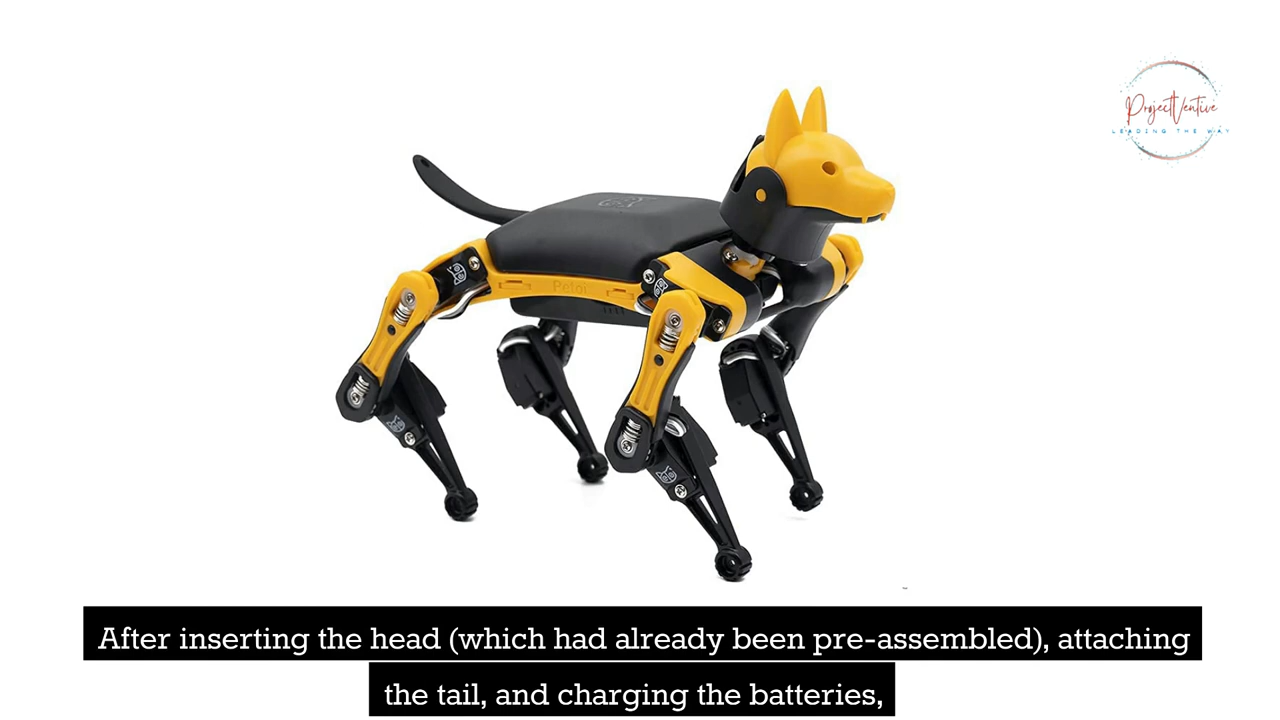 ProjectVentive
LEADING THE WAY
Petoi
After inserting the head (which had already been pre-assembled), attaching
the tail, and charging the batteries,